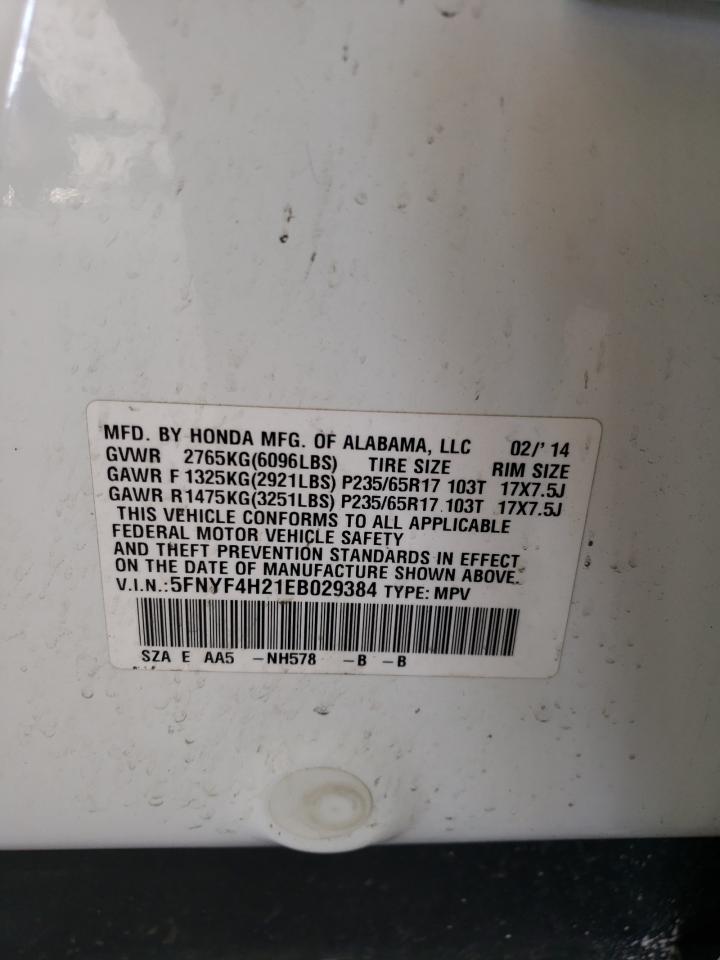 MFD. BY HONDA MFG. OF ALABAMA, LLC 02/'14
GVWR 2765KG(6096LBS) TIRE SIZE RIM SIZE
GAWR F 1325KG(2921LBS) P235/65R17 103T 17X7.5J
GAWR R 1475KG(3251LBS) P235/65R17 103T 17X7.5J
THIS VEHICLE CONFORMS TO ALL APPLICABLE
FEDERAL MOTOR VEHICLE SAFETY
AND THEFT PREVENTION STANDARDS IN EFFECT
ON THE DATE OF MANUFACTURE SHOWN ABOVE.
V.I.N.:5FNYF4H21EB029384 TYPE: MPV
SZA E AA5 -NH578 -B -B